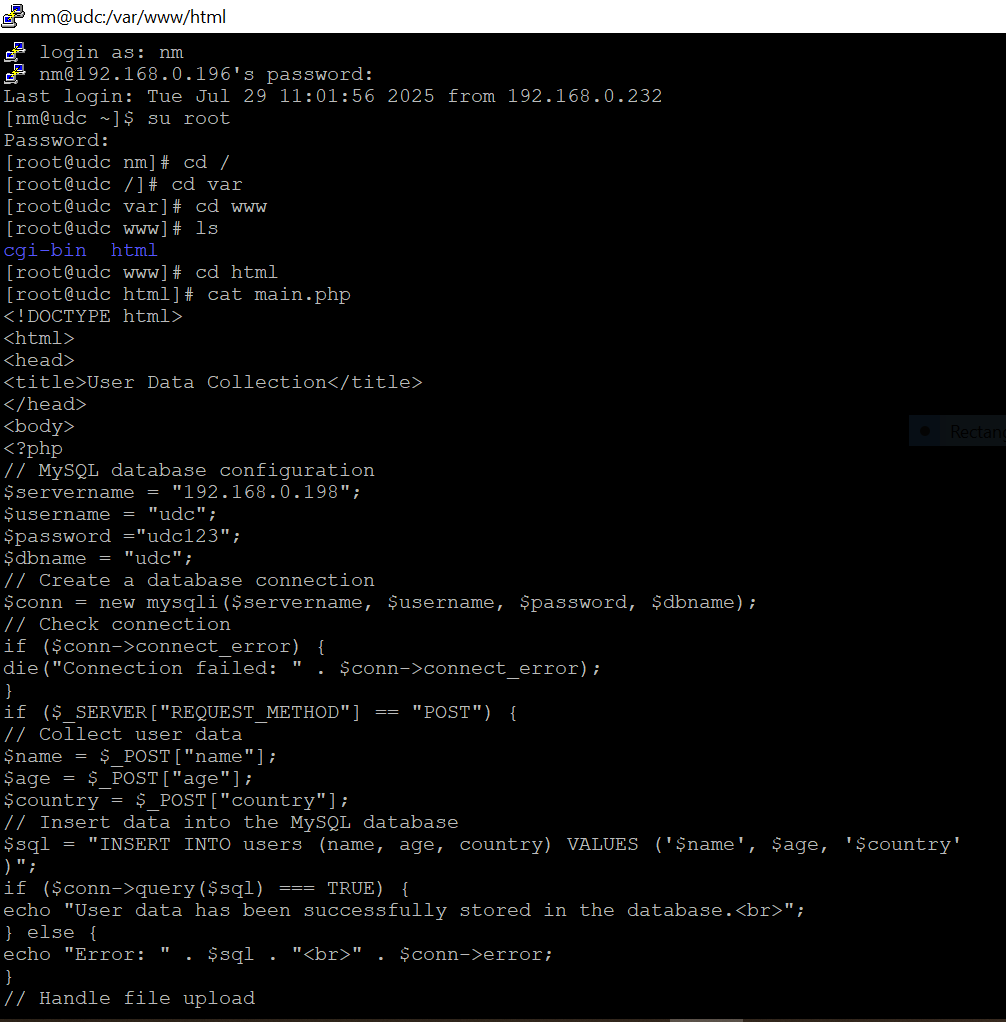 nm@udc:/var/www/html
login as: nm
nm@192.168.0.196's password:
Last login: Tue Jul 29 11:01:56 2025 from 192.168.0.232
[nm@udc ~]$ su root
Password:
[root@udc nm]# cd /
[root@udc /]# cd var
[root@udc var]# cd www
[root@udc www]# ls
cgi-bin  html
[root@udc www]# cd html
[root@udc html]# cat main.php
<!DOCTYPE html>
<html>
<head>
<title>User Data Collection</title>
</head>
<body>
<?php
// MySQL database configuration
$servername = "192.168.0.198";
$username = "udc";
$password ="udc123";
$dbname = "udc";
// Create a database connection
$conn = new mysqli($servername, $username, $password, $dbname);
// Check connection
if ($conn->connect_error) {
die("Connection failed: " . $conn->connect_error);
}
if ($_SERVER["REQUEST_METHOD"] == "POST") {
// Collect user data
$name = $_POST["name"];
$age = $_POST["age"];
$country = $_POST["country"];
// Insert data into the MySQL database
$sql = "INSERT INTO users (name, age, country) VALUES ('$name', $age, '$country'
)";
if ($conn->query($sql) === TRUE) {
echo "User data has been successfully stored in the database.<br>";
} else {
echo "Error: " . $sql . "<br>" . $conn->error;
}
// Handle file upload